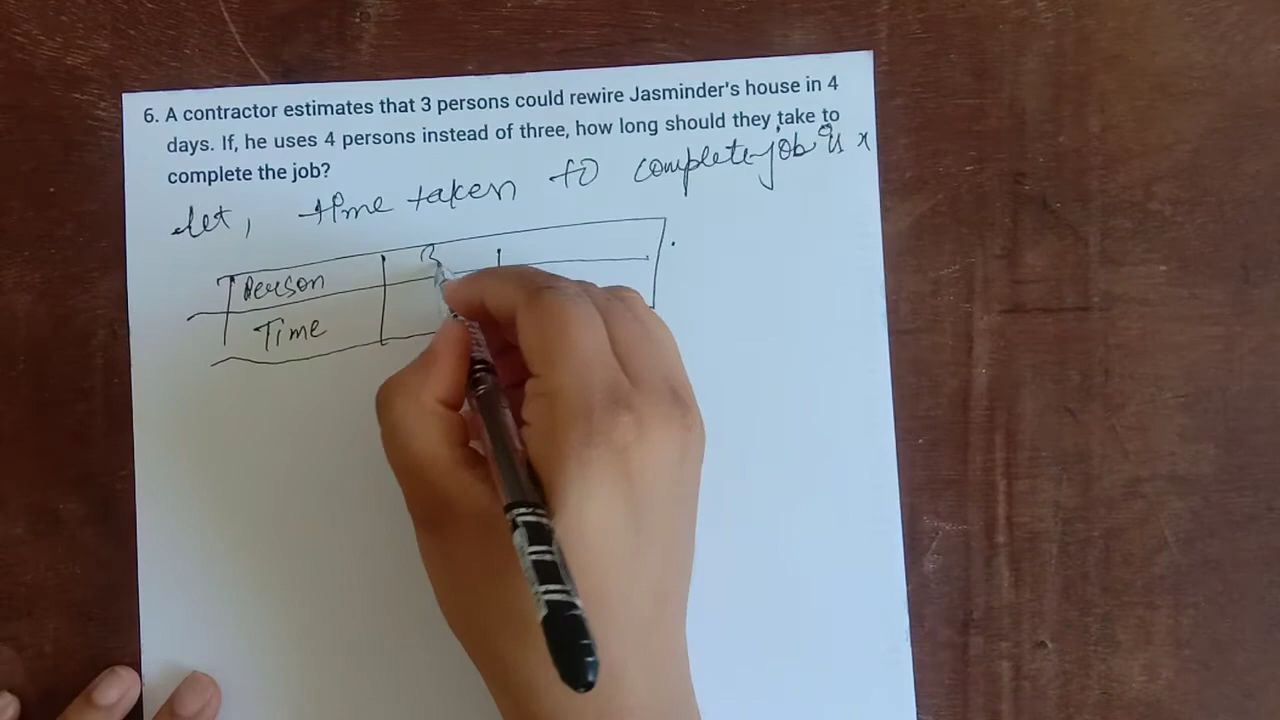 6. A contractor estimates that 3 persons could rewire Jasminder's house in 4
days. If, he uses 4 persons instead of three, how long should they take to
complete the job?
let, time taken to complete job is x
Person 3
Time